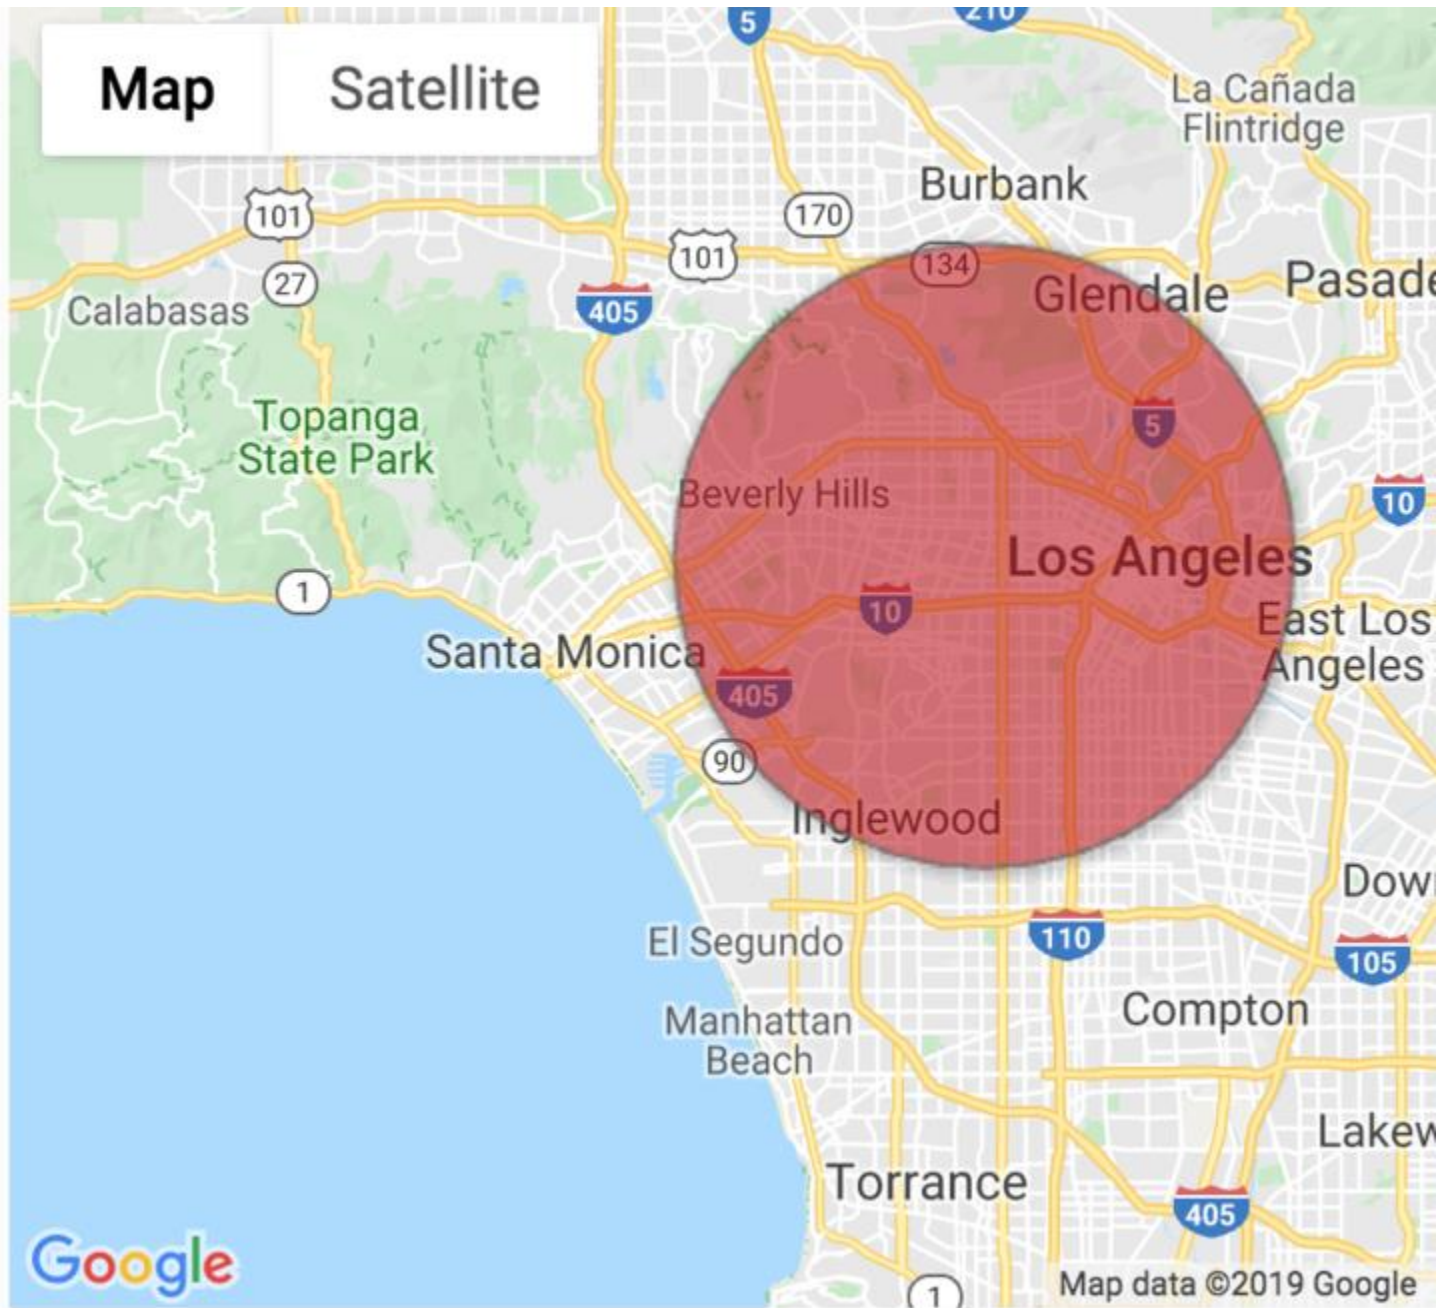 5
210
Map
Satellite
La Cañada
Flintridge
Burbank
101
170
101
134
27
Calabasas
405
Glendale
Pasade
Topanga
State Park
5
Beverly Hills
10
Los Angeles
1
10
East Los
Angeles
Santa Monica
405
90
Inglewood
Dow
El Segundo
110
105
Manhattan
Beach
Compton
Lakew
Torrance
405
Google
1
Map data ©2019 Google